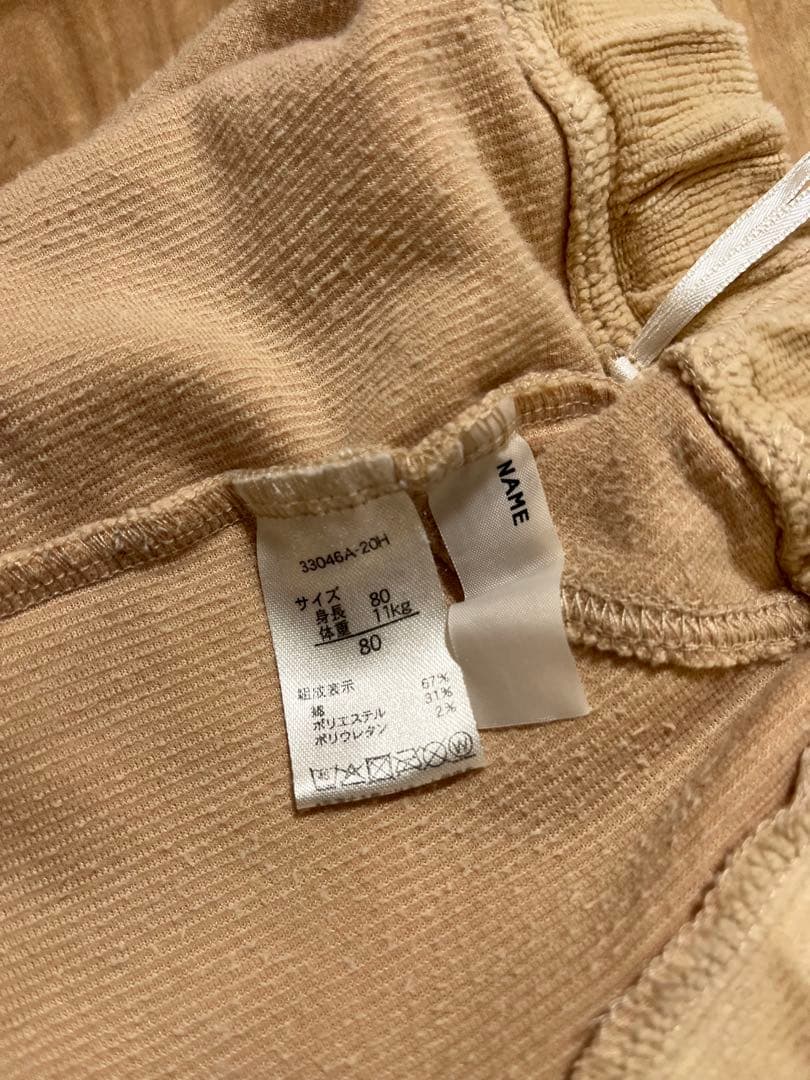 33046A-20H
サイズ
身長 80
体重 11kg
80
組成表示
綿 67%
ポリエステル 31%
ポリウレタン 2%
40
W
NAME